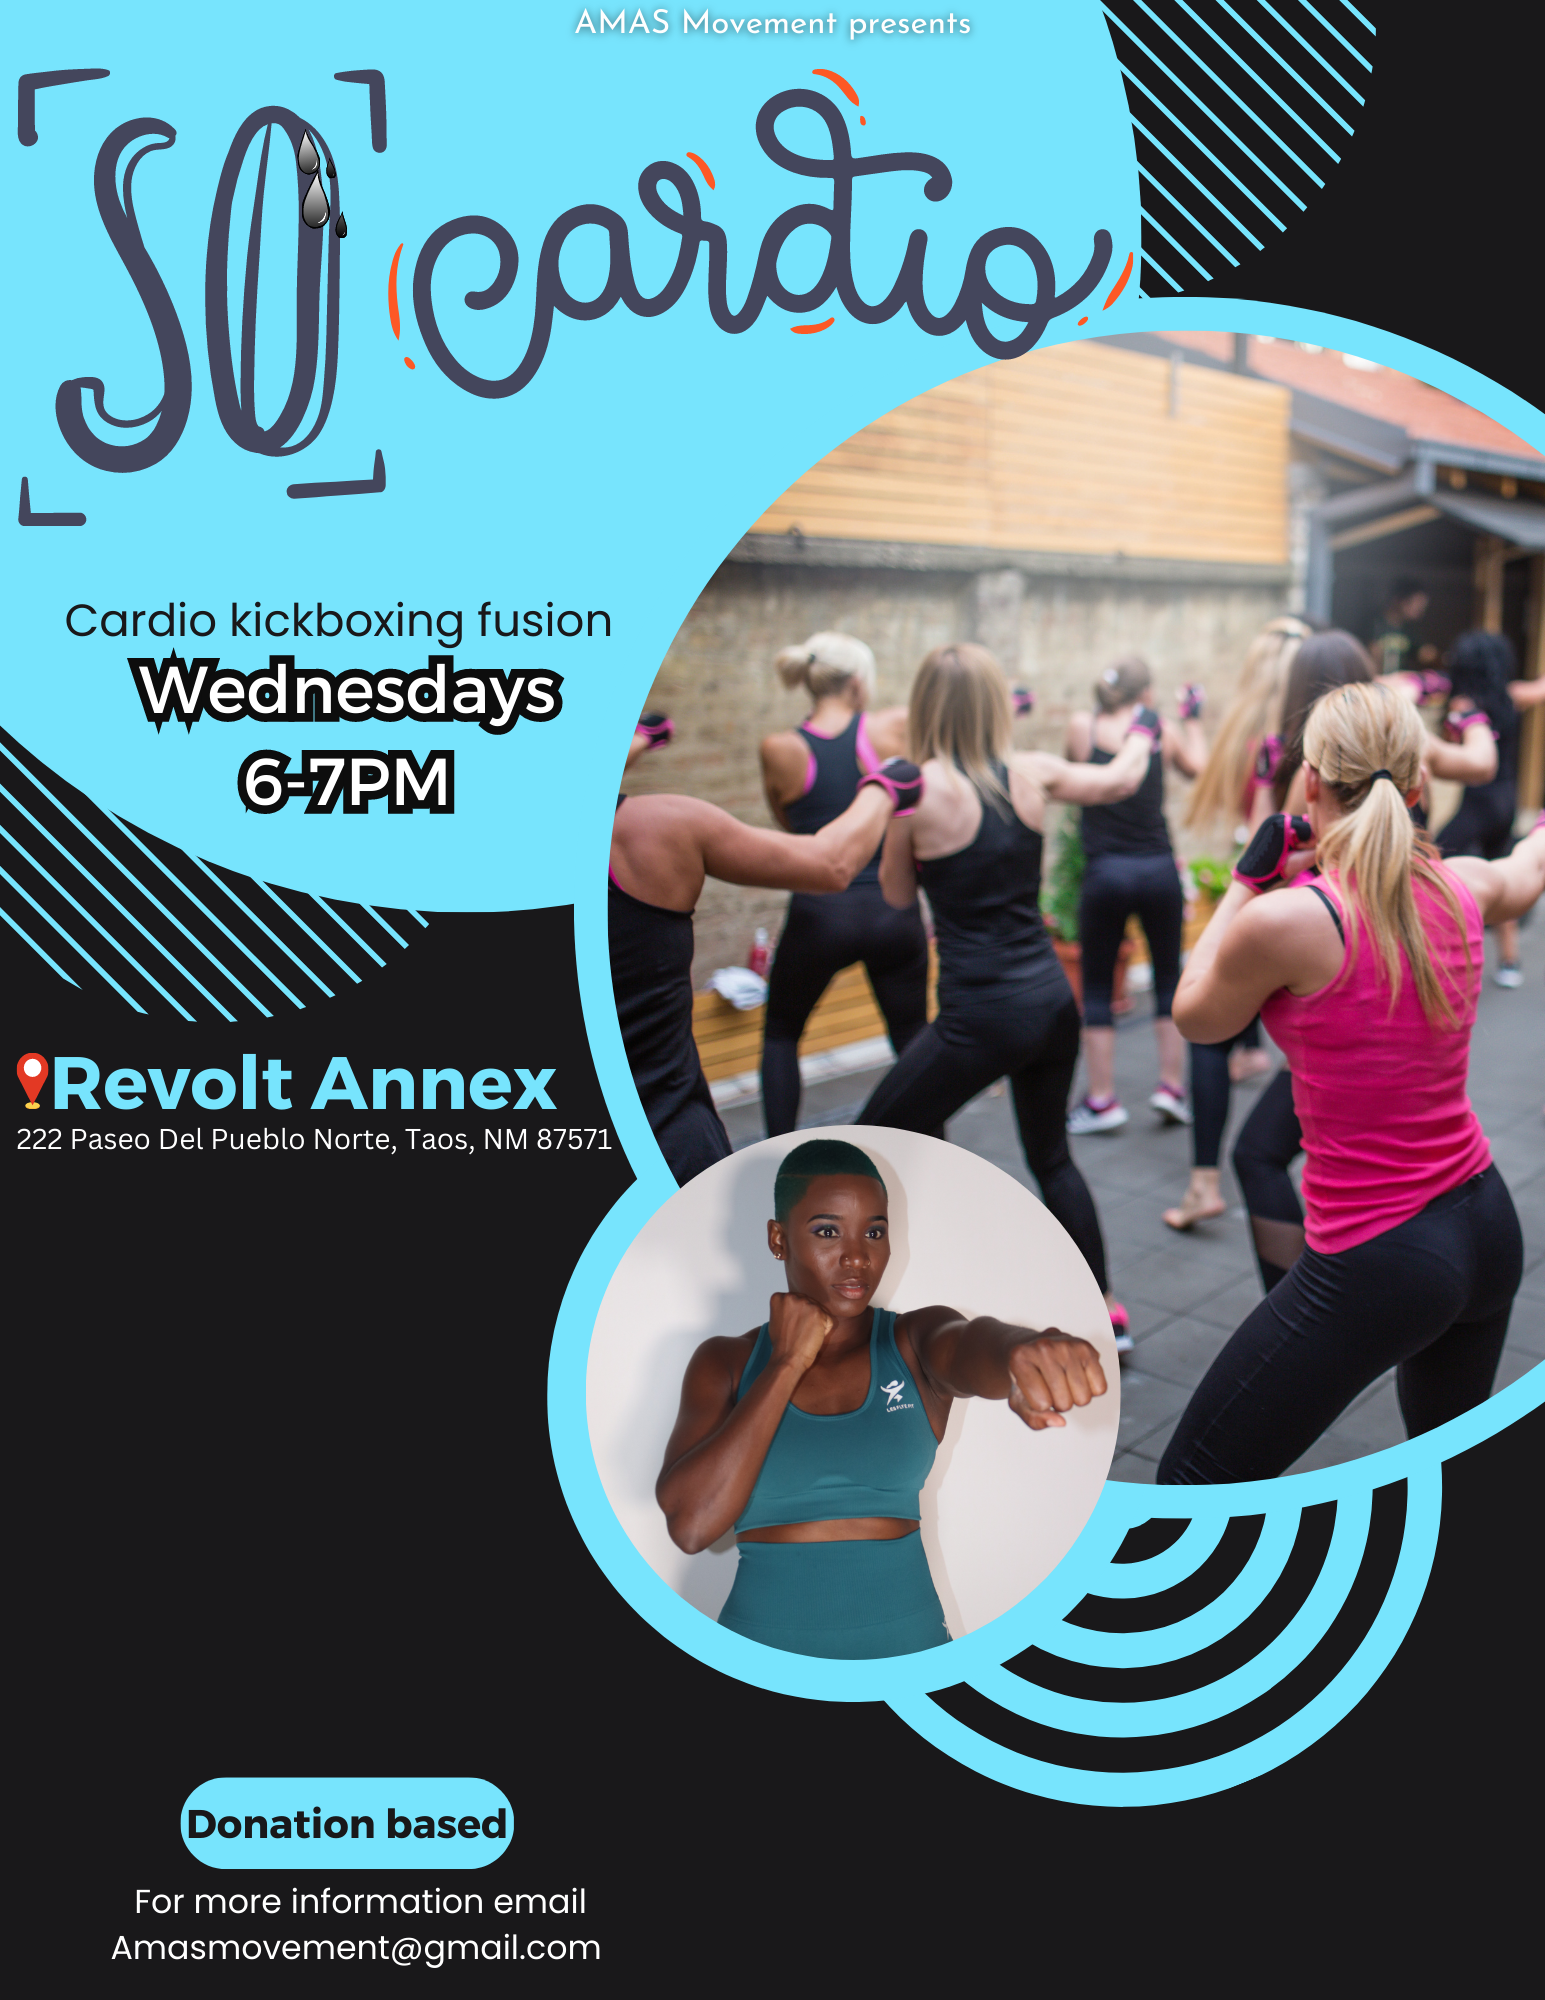 AMAS Movement presents
SO cardio
Cardio kickboxing fusion
Wednesdays
6-7PM
Revolt Annex
222 Paseo Del Pueblo Norte, Taos, NM 87571
Donation based
For more information email
Amasmovement@gmail.com